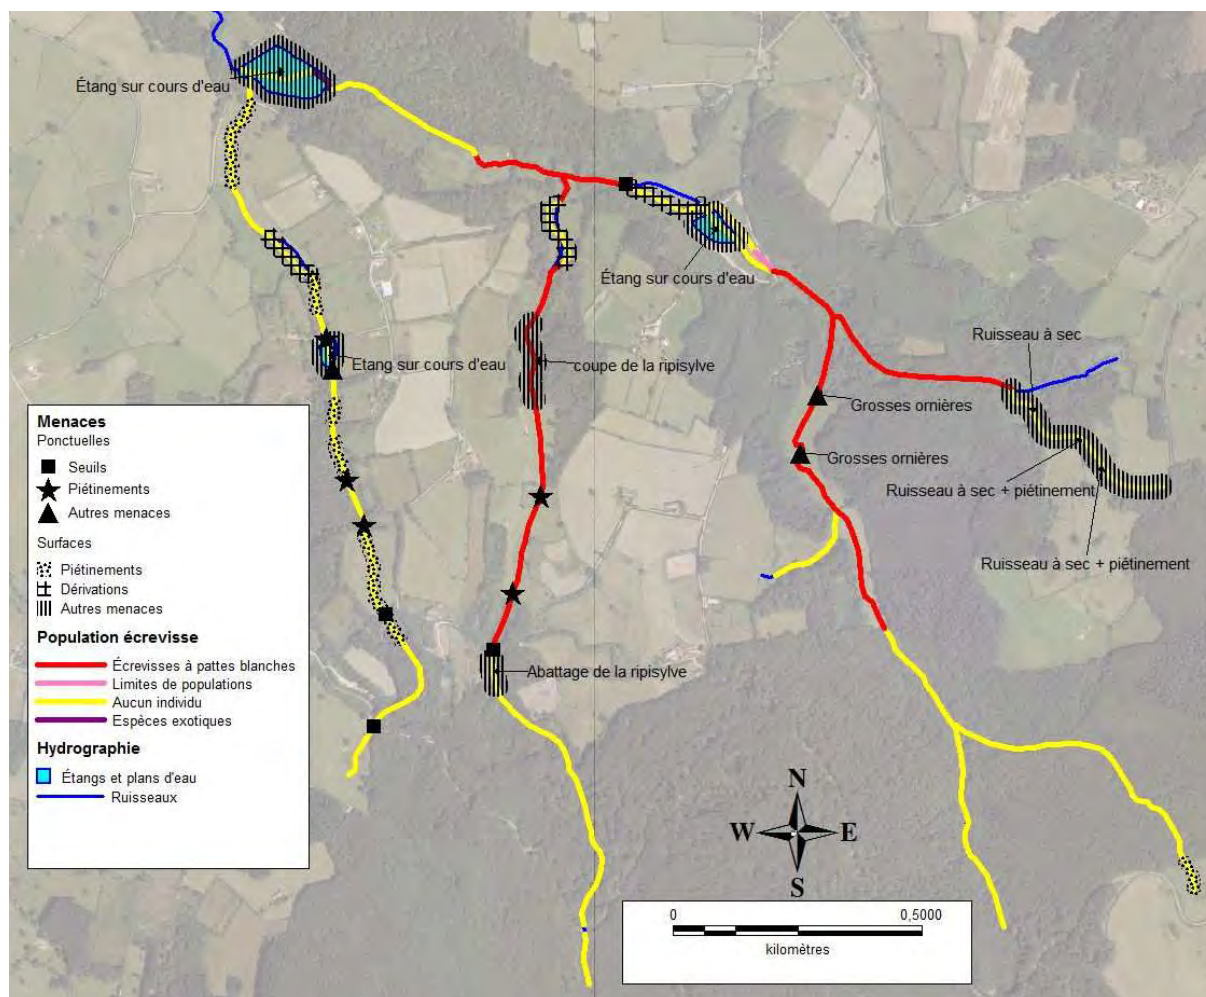 Étang sur cours d'eau
Étang sur cours d'eau
Etang sur cours d'eau
coupe de la ripisylve
Ruisseau à sec
Grosses ornières
Grosses ornières
Ruisseau à sec + piétinement
Ruisseau à sec + piétinement
Abattage de la ripisylve
Menaces
Ponctuelles
Seuils
Piétinements
Autres menaces
Surfaces
Piétinements
Dérivations
Autres menaces
Population écrevisse
Écrevisses à pattes blanches
Limites de populations
Aucun individu
Espèces exotiques
Hydrographie
Étangs et plans d'eau
Ruisseaux
N
W E
S
0 0,5000
kilomètres